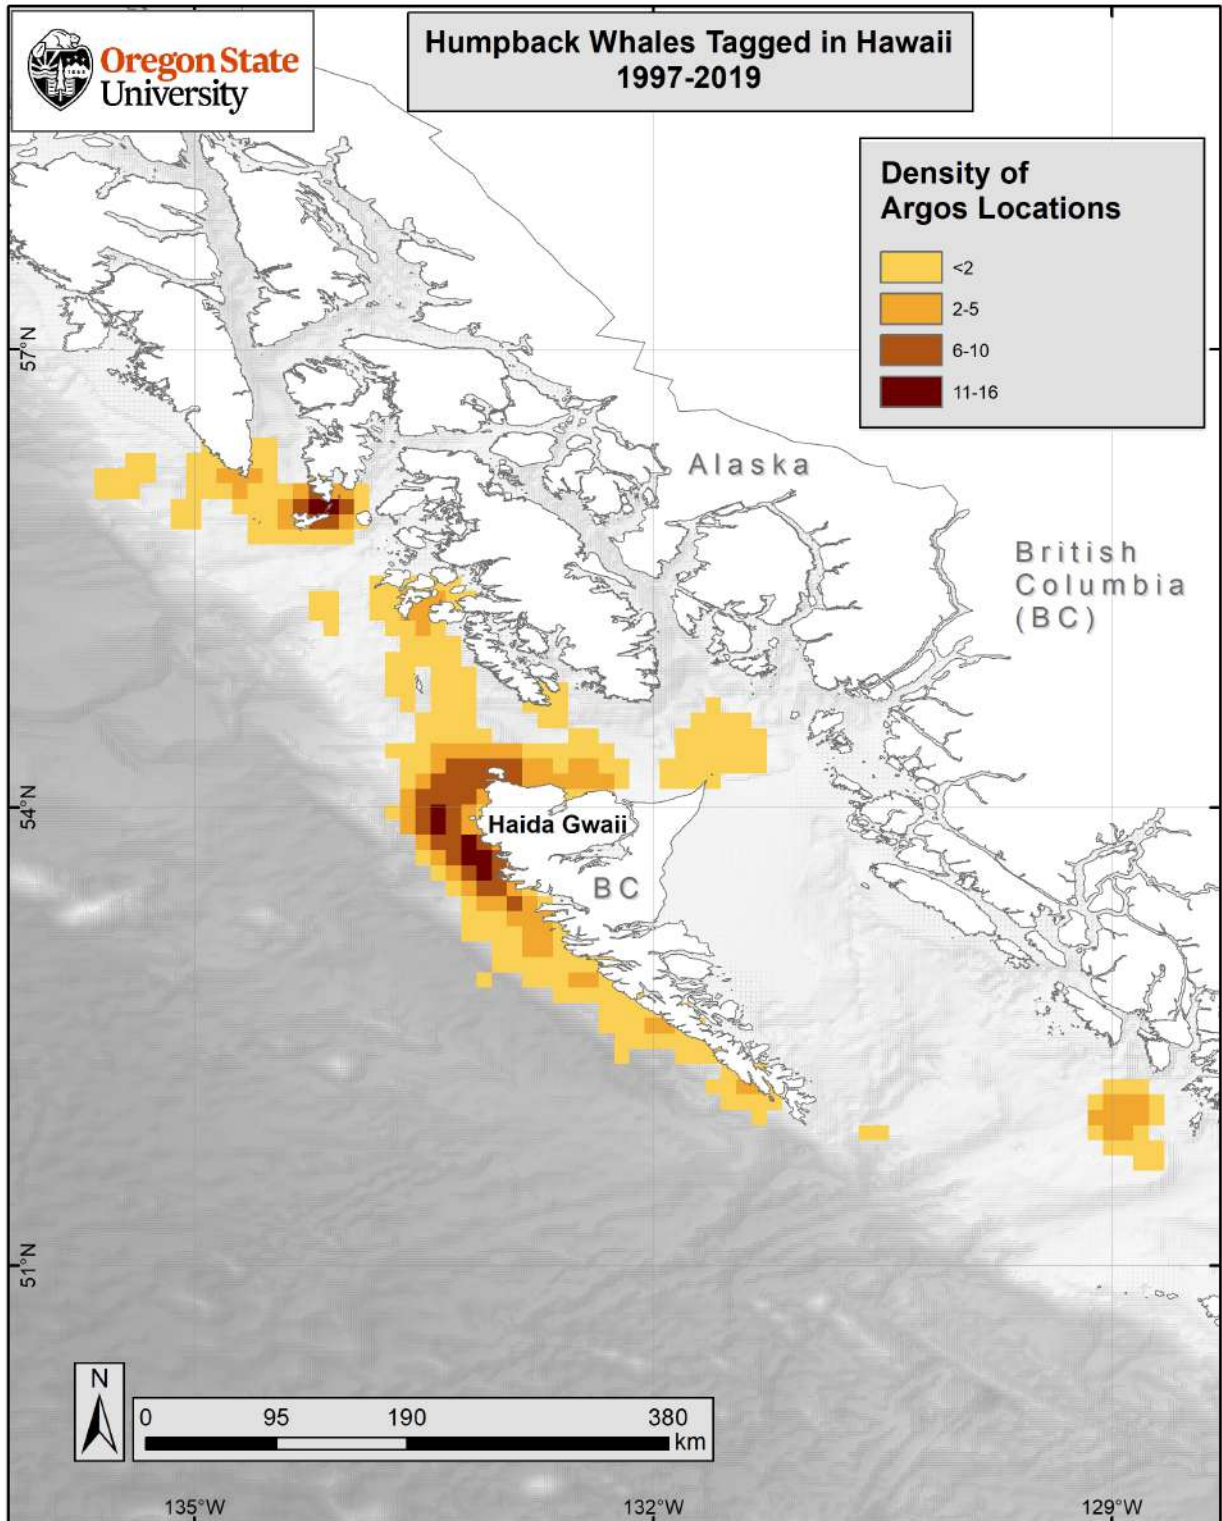 Oregon State
University
Humpback Whales Tagged in Hawaii
1997-2019
Density of
Argos Locations
<2
2-5
6-10
11-16
57°N
Alaska
British
Columbia
(BC)
54°N
Haida Gwaii
BC
51°N
N
0 95 190 380
km
135°W 132°W 129°W